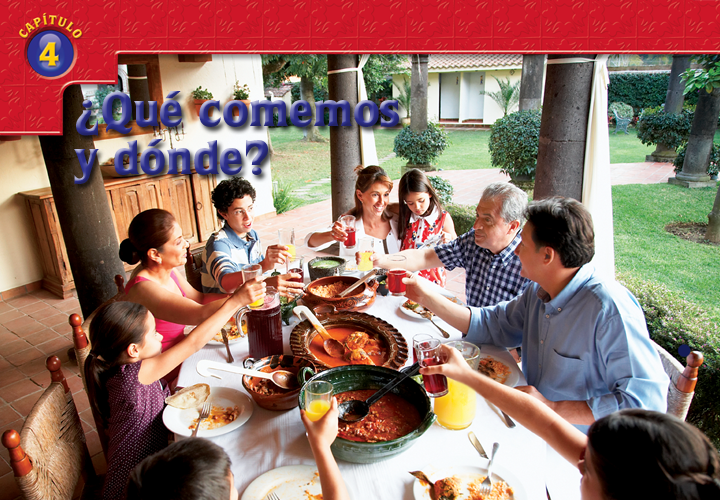 CAPÍTULO
4
¿Qué comemos
y dónde?